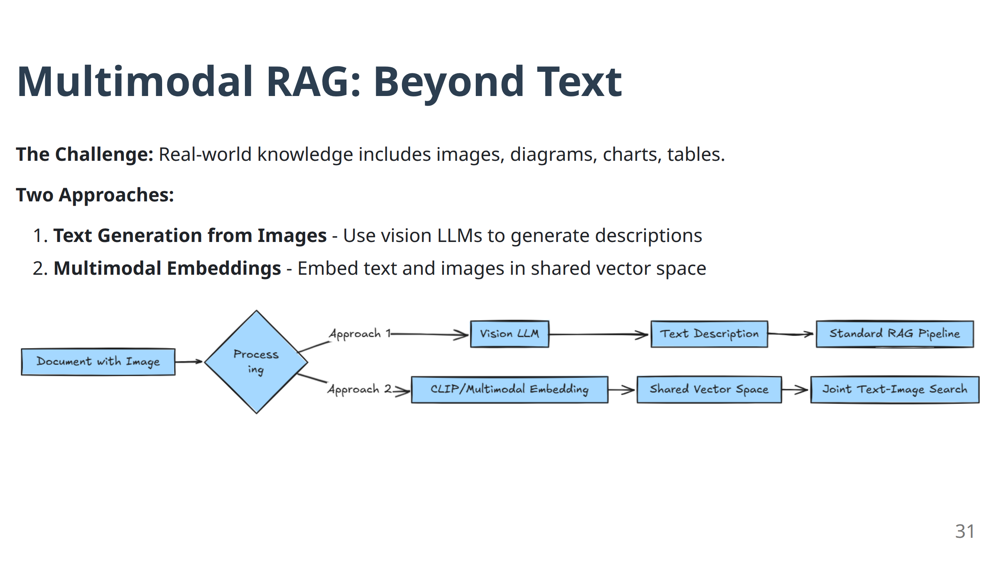 Multimodal RAG: Beyond Text
The Challenge: Real-world knowledge includes images, diagrams, charts, tables.
Two Approaches:
1. Text Generation from Images - Use vision LLMs to generate descriptions
2. Multimodal Embeddings - Embed text and images in shared vector space
Document with Image
Process
ing
Approach 1
Vision LLM
Text Description
Standard RAG Pipeline
Approach 2
CLIP/Multimodal Embedding
Shared Vector Space
Joint Text-Image Search
31